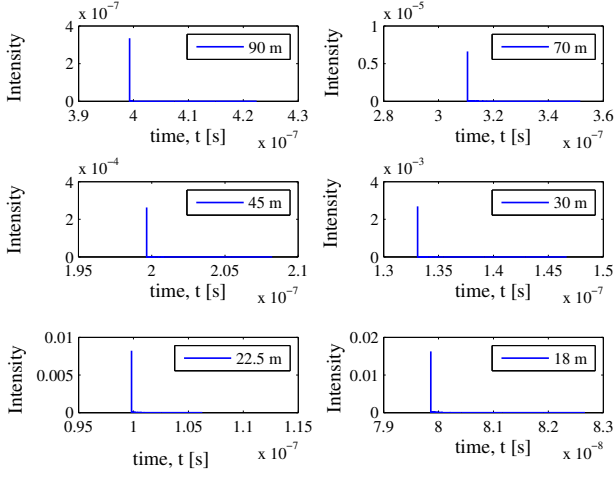 x 10⁻⁷
Intensity
4
2
0
90 m
3.9 4 4.1 4.2 4.3
time, t [s]
x 10⁻⁷
x 10⁻⁵
Intensity
1
0.5
0
70 m
2.8 3 3.2 3.4 3.6
time, t [s]
x 10⁻⁷
x 10⁻⁴
Intensity
4
2
0
45 m
1.95 2 2.05 2.1
time, t [s]
x 10⁻⁷
x 10⁻³
Intensity
4
2
0
30 m
1.3 1.35 1.4 1.45 1.5
time, t [s]
x 10⁻⁷
Intensity
0.01
0.005
0
22.5 m
0.95 1 1.05 1.1 1.15
time, t [s]
x 10⁻⁷
Intensity
0.02
0.01
0
18 m
7.9 8 8.1 8.2 8.3
time, t [s]
x 10⁻⁸